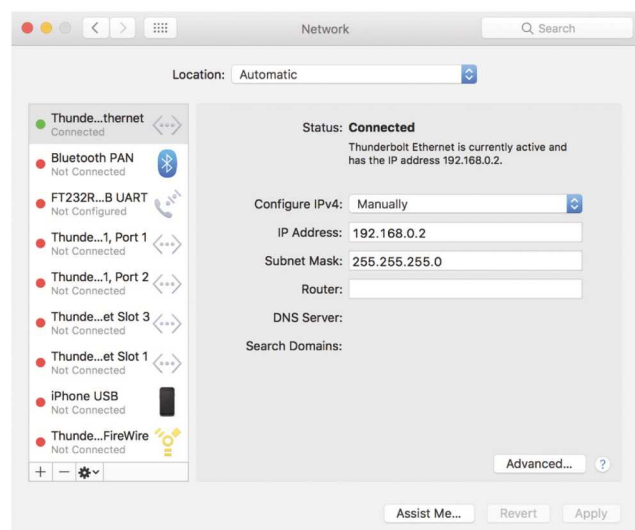 Network
Search
Location: Automatic
Thunde...thernet
Connected
Bluetooth PAN
Not Connected
FT232R...B UART
Not Configured
Thunde...1, Port 1
Not Connected
Thunde...1, Port 2
Not Connected
Thunde...et Slot 3
Not Connected
Thunde...et Slot 1
Not Connected
iPhone USB
Not Connected
Thunde...FireWire
Not Connected
Status: Connected
Thunderbolt Ethernet is currently active and
has the IP address 192.168.0.2.
Configure IPv4: Manually
IP Address: 192.168.0.2
Subnet Mask: 255.255.255.0
Router:
DNS Server:
Search Domains:
Advanced... ?
Assist Me... Revert Apply